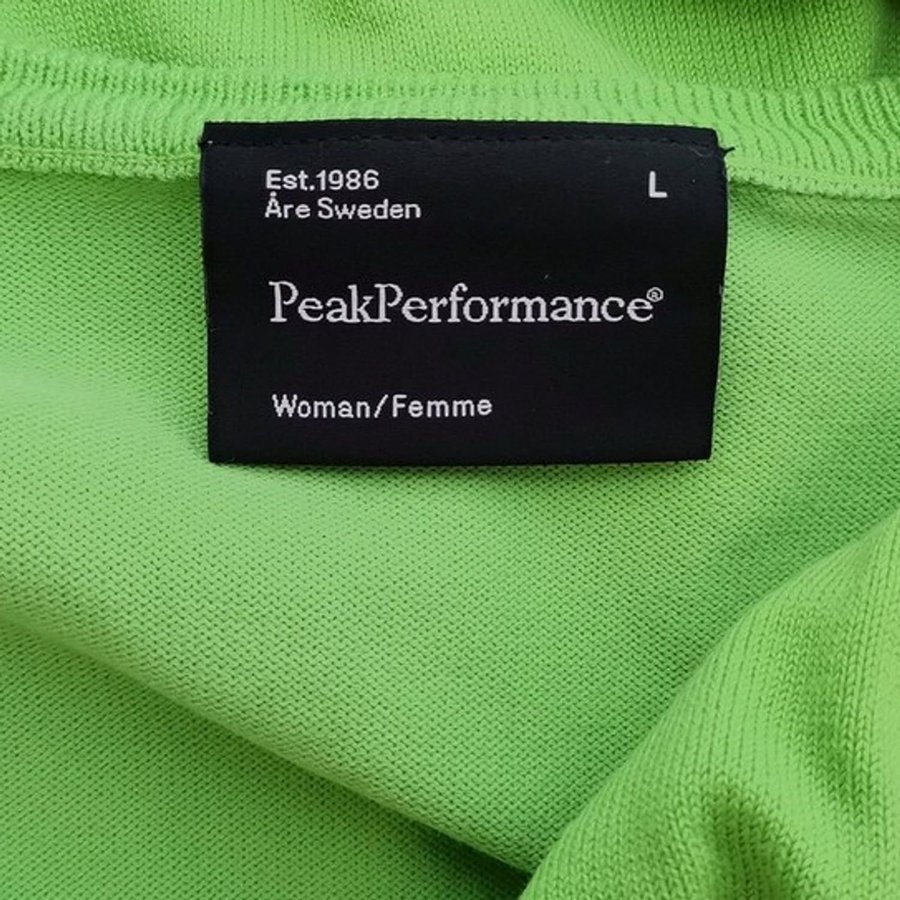 Est.1986
L
Åre Sweden
PeakPerformance®
Woman/Femme